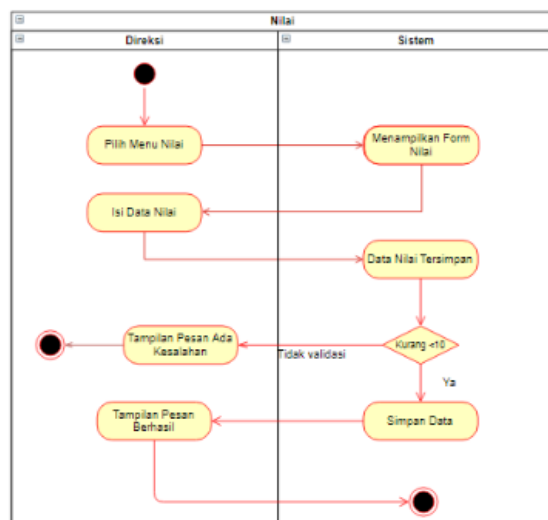 Nilai
Direksi
Sistem
Pilih Menu Nilai
Menampilkan Form
Nilai
Isi Data Nilai
Data Nilai Tersimpan
Tampilan Pesan Ada
Kesalahan
Tidak validasi
Kurang <10
Ya
Tampilan Pesan
Berhasil
Simpan Data